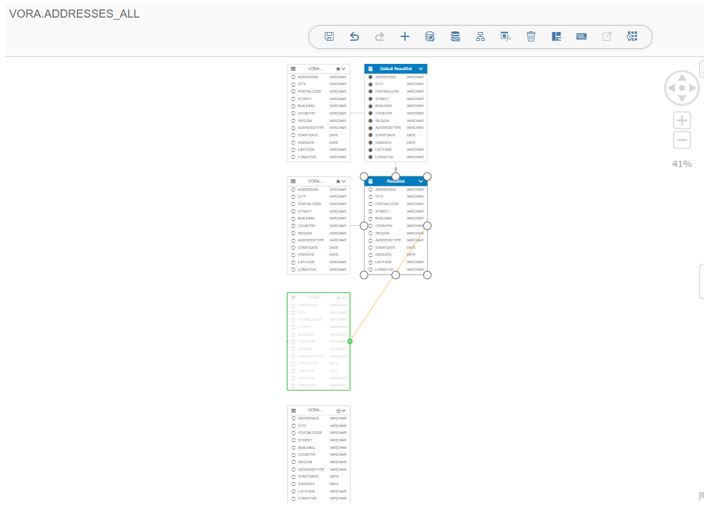 VORA.ADDRESSES_ALL
41%
VORA... Default ResultSet
ADDRESSID VARCHAR ADDRESSID VARCHAR
CITY VARCHAR CITY VARCHAR
POSTALCODE VARCHAR POSTALCODE VARCHAR
STREET VARCHAR STREET VARCHAR
BUILDING VARCHAR BUILDING VARCHAR
COUNTRY VARCHAR COUNTRY VARCHAR
REGION VARCHAR REGION VARCHAR
ADDRESSTYPE VARCHAR ADDRESSTYPE VARCHAR
STARTDATE DATE STARTDATE DATE
ENDDATE DATE ENDDATE DATE
LATITUDE VARCHAR LATITUDE VARCHAR
LONGITUD VARCHAR LONGITUD VARCHAR
VORA... ResultSet
ADDRESSID VARCHAR ADDRESSID VARCHAR
CITY VARCHAR CITY VARCHAR
POSTALCODE VARCHAR POSTALCODE VARCHAR
STREET VARCHAR STREET VARCHAR
BUILDING VARCHAR BUILDING VARCHAR
COUNTRY VARCHAR COUNTRY VARCHAR
REGION VARCHAR REGION VARCHAR
ADDRESSTYPE VARCHAR ADDRESSTYPE VARCHAR
STARTDATE DATE STARTDATE DATE
ENDDATE DATE ENDDATE DATE
LATITUDE VARCHAR LATITUDE VARCHAR
LONGITUD VARCHAR LONGITUD VARCHAR
VORA...
ADDRESSID VARCHAR
CITY VARCHAR
POSTALCODE VARCHAR
STREET VARCHAR
BUILDING VARCHAR
COUNTRY VARCHAR
REGION VARCHAR
ADDRESSTYPE VARCHAR
STARTDATE DATE
ENDDATE DATE
LATITUDE VARCHAR
LONGITUD VARCHAR
VORA...
ADDRESSID VARCHAR
CITY VARCHAR
POSTALCODE VARCHAR
STREET VARCHAR
BUILDING VARCHAR
COUNTRY VARCHAR
REGION VARCHAR
ADDRESSTYPE VARCHAR
STARTDATE DATE
ENDDATE DATE
LATITUDE VARCHAR
LONGITUD VARCHAR